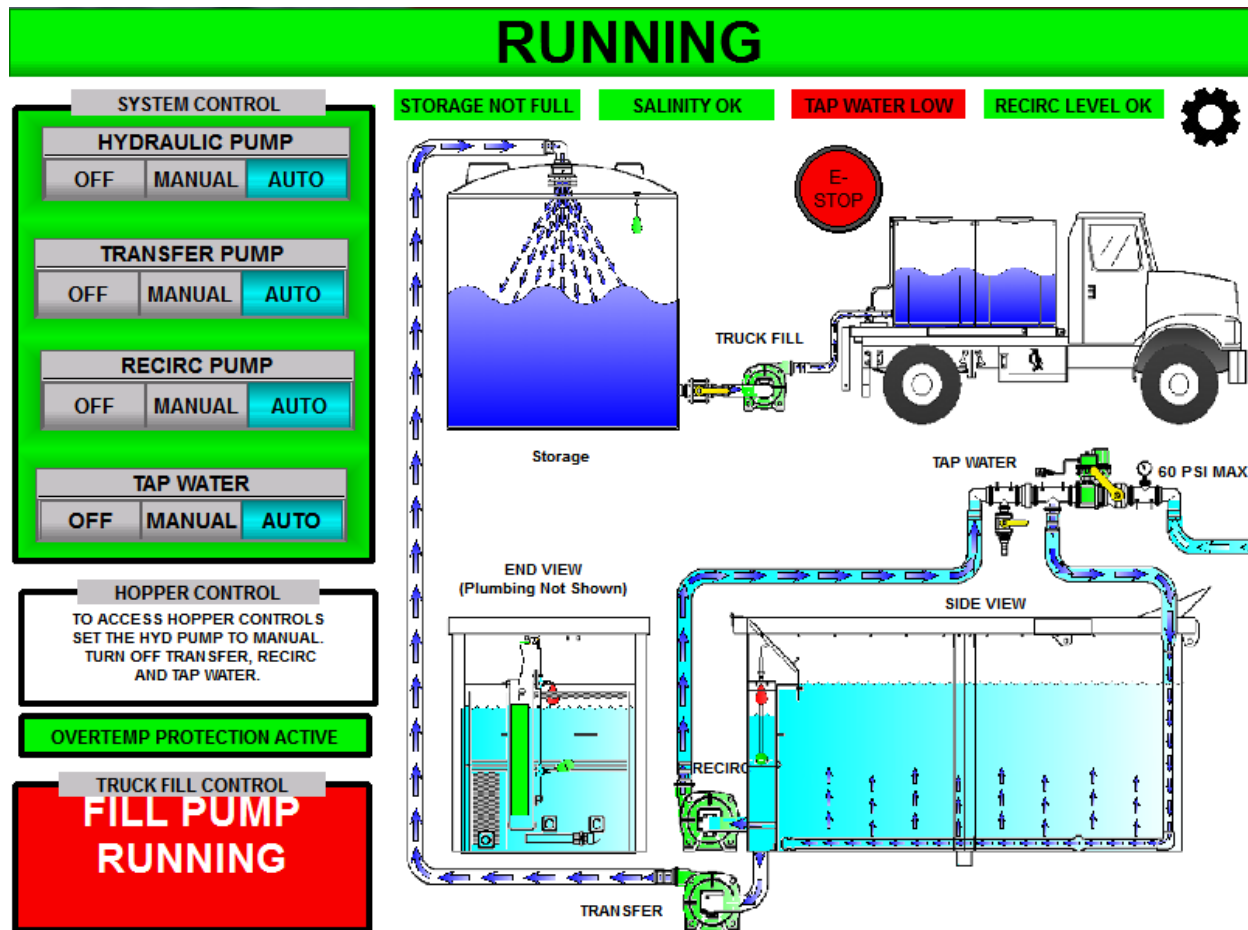 RUNNING
SYSTEM CONTROL
HYDRAULIC PUMP
OFF MANUAL AUTO
TRANSFER PUMP
OFF MANUAL AUTO
RECIRC PUMP
OFF MANUAL AUTO
TAP WATER
OFF MANUAL AUTO
HOPPER CONTROL
TO ACCESS HOPPER CONTROLS
SET THE HYD PUMP TO MANUAL.
TURN OFF TRANSFER, RECIRC
AND TAP WATER.
OVERTEMP PROTECTION ACTIVE
TRUCK FILL CONTROL
FILL PUMP
RUNNING
STORAGE NOT FULL
SALINITY OK
TAP WATER LOW
RECIRC LEVEL OK
E-
STOP
TRUCK FILL
Storage
TAP WATER
60 PSI MAX
END VIEW
(Plumbing Not Shown)
SIDE VIEW
RECIRC
TRANSFER